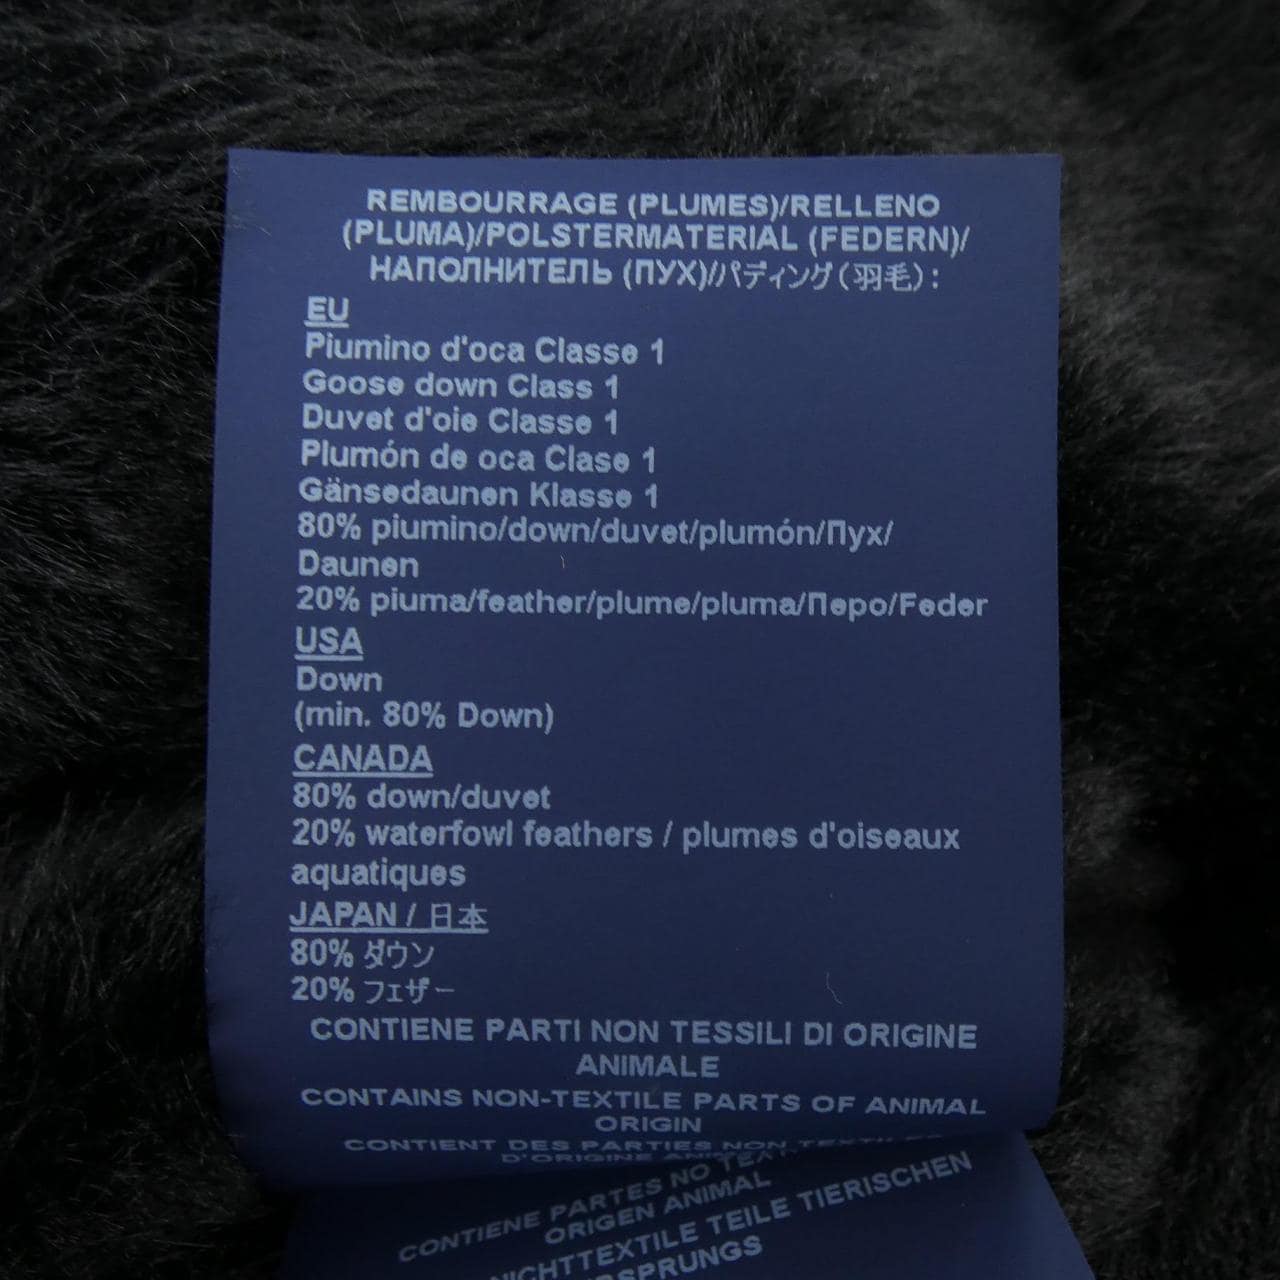 REMBOURRAGE (PLUMES)/RELLENO
(PLUMA)/POLSTERMATERIAL (FEDERN)/
НАПОЛНИТЕЛЬ (ПУХ)/パディング(羽毛):
EU
Piumino d'oca Classe 1
Goose down Class 1
Duvet d'oie Classe 1
Plumón de oca Clase 1
Gänsedaunen Klasse 1
80% piumino/down/duvet/plumón/Пух/
Daunen
20% piuma/feather/plume/pluma/Перо/Feder
USA
Down
(min. 80% Down)
CANADA
80% down/duvet
20% waterfowl feathers / plumes d'oiseaux
aquatiques
JAPAN / 日本
80% ダウン
20% フェザー
CONTIENE PARTI NON TESSILI DI ORIGINE
ANIMALE
CONTAINS NON-TEXTILE PARTS OF ANIMAL
ORIGIN
CONTIENT DES PARTIES NON
D'ORIGINE
CONTIENE PARTES NO
ORIGEN ANIMAL
TEILE TIERISCHEN